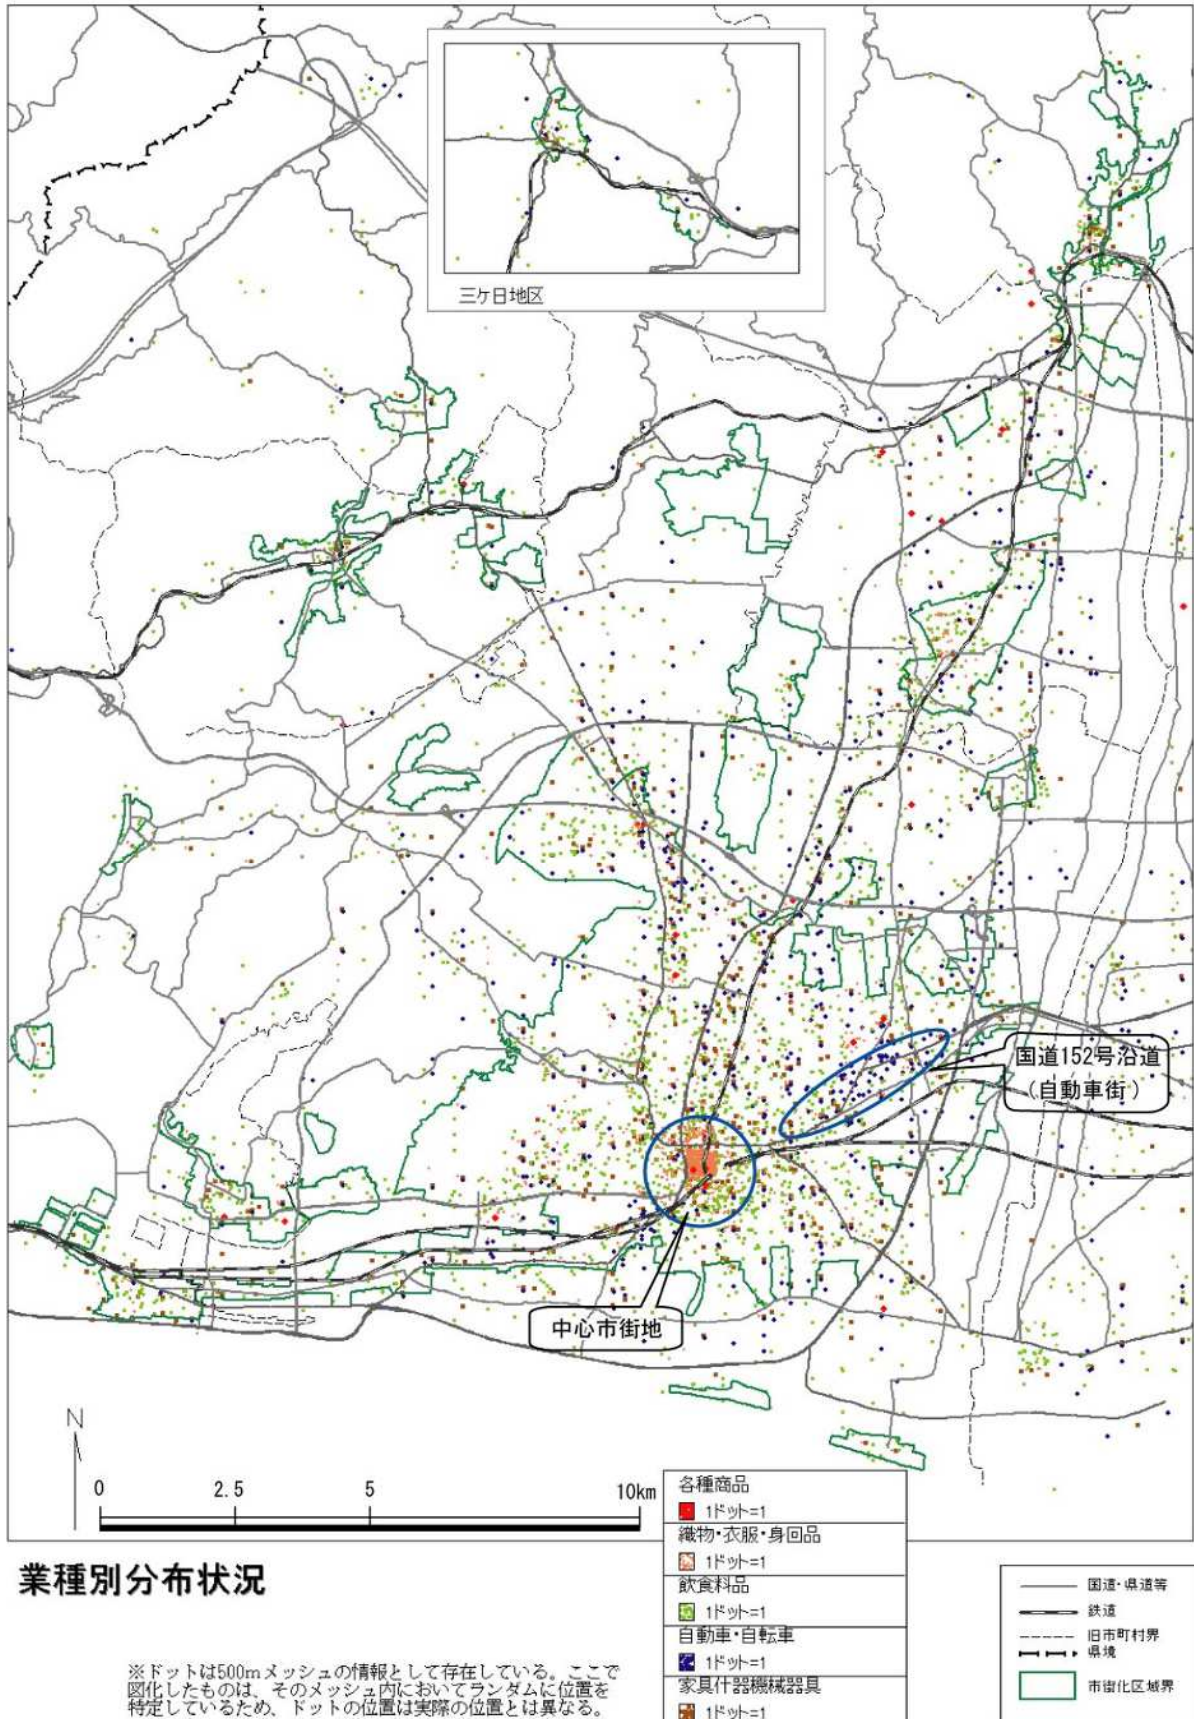 三ケ日地区
国道152号沿道
（自動車街）
中心市街地
N
0 2.5 5 10km
業種別分布状況
※ドットは500mメッシュの情報として存在している。ここで
図化したものは、そのメッシュ内においてランダムに位置を
特定しているため、ドットの位置は実際の位置とは異なる。
各種商品
1ドット=1
織物・衣服・身回品
1ドット=1
飲食料品
1ドット=1
自動車・自転車
1ドット=1
家具什器機械器具
1ドット=1
国道・県道等
鉄道
旧市町村界
県境
市街化区域界